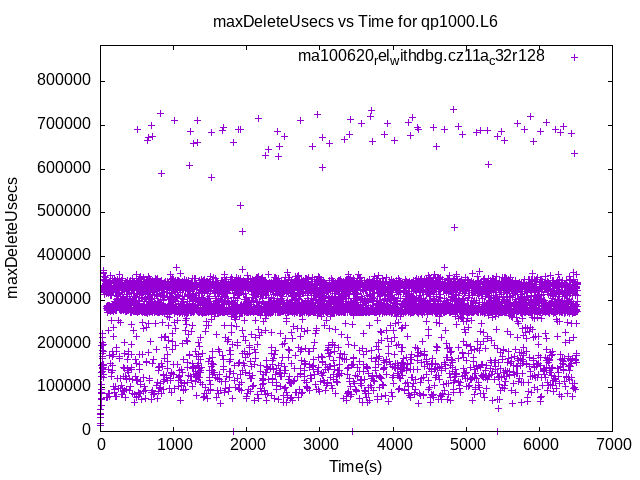 maxDeleteUsecs vs Time for qp1000.L6
ma100620relwithdbg.cz11ac32r128
800000
700000
600000
500000
400000
300000
200000
100000
0
maxDeleteUsecs
0 1000 2000 3000 4000 5000 6000 7000
Time(s)